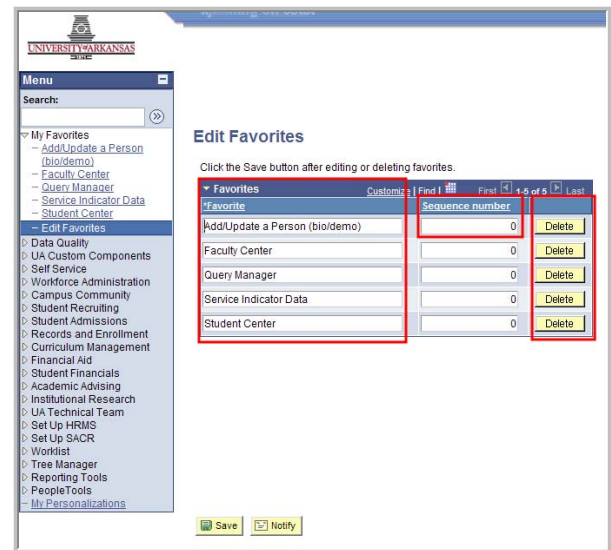 UNIVERSITY OF ARKANSAS
Menu
Search:
My Favorites
Add/Update a Person
(bio/demo)
Faculty Center
Query Manager
Service Indicator Data
Student Center
Edit Favorites
Data Quality
UA Custom Components
Self Service
Workforce Administration
Campus Community
Student Recruiting
Student Admissions
Records and Enrollment
Curriculum Management
Financial Aid
Student Financials
Academic Advising
Institutional Research
UA Technical Team
Set Up HRMS
Set Up SACR
Worklist
Tree Manager
Reporting Tools
PeopleTools
My Personalizations
Edit Favorites
Click the Save button after editing or deleting favorites.
Favorites Customize | Find | First 1-5 of 5 Last
*Favorite Sequence number
Add/Update a Person (bio/demo) 0 Delete
Faculty Center 0 Delete
Query Manager 0 Delete
Service Indicator Data 0 Delete
Student Center 0 Delete
Save Notify